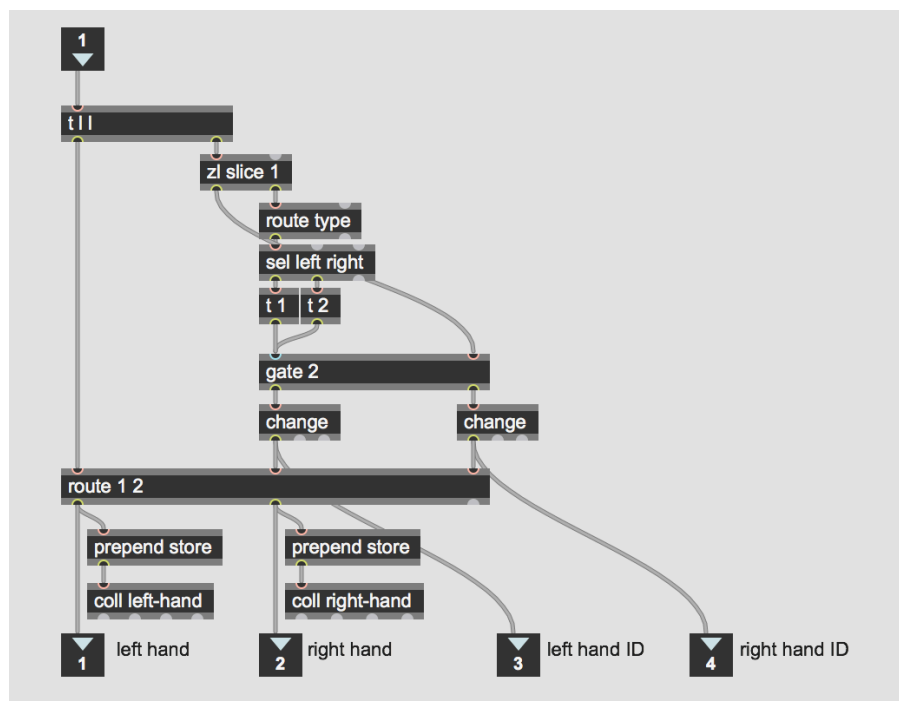 1
t l l
zl slice 1
route type
sel left right
t 1 t 2
gate 2
change change
route 1 2
prepend store prepend store
coll left-hand coll right-hand
1 left hand 2 right hand 3 left hand ID 4 right hand ID